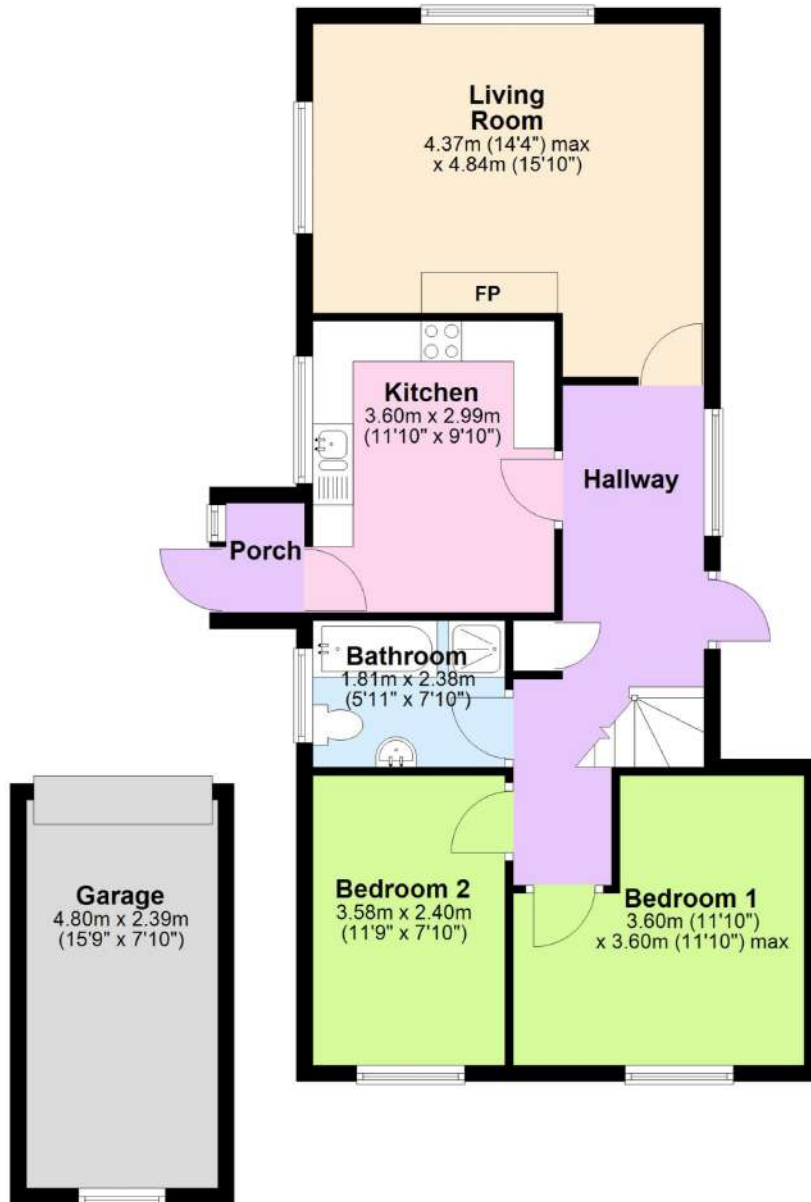 Living
Room
4.37m (14'4") max
x 4.84m (15'10")
FP
Kitchen
3.60m x 2.99m
(11'10" x 9'10")
Hallway
Porch
Bathroom
1.81m x 2.38m
(5'11" x 7'10")
Garage
4.80m x 2.39m
(15'9" x 7'10")
Bedroom 2
3.58m x 2.40m
(11'9" x 7'10")
Bedroom 1
3.60m (11'10")
x 3.60m (11'10") max